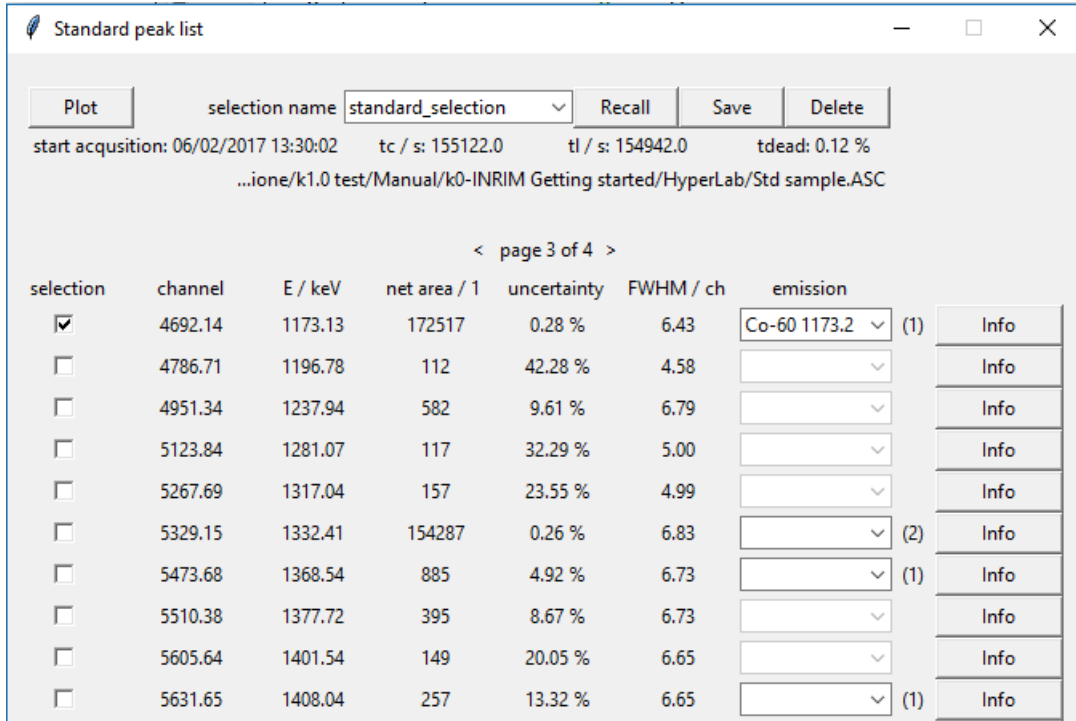 Standard peak list
Plot selection name standard_selection Recall Save Delete
start acqusition: 06/02/2017 13:30:02 tc / s: 155122.0 tl / s: 154942.0 tdead: 0.12 %
...ione/k1.0 test/Manual/k0-INRIM Getting started/HyperLab/Std sample.ASC
< page 3 of 4 >
selection channel E / keV net area / 1 uncertainty FWHM / ch emission
4692.14 1173.13 172517 0.28 % 6.43 Co-60 1173.2 (1) Info
4786.71 1196.78 112 42.28 % 4.58 Info
4951.34 1237.94 582 9.61 % 6.79 Info
5123.84 1281.07 117 32.29 % 5.00 Info
5267.69 1317.04 157 23.55 % 4.99 Info
5329.15 1332.41 154287 0.26 % 6.83 (2) Info
5473.68 1368.54 885 4.92 % 6.73 (1) Info
5510.38 1377.72 395 8.67 % 6.73 Info
5605.64 1401.54 149 20.05 % 6.65 Info
5631.65 1408.04 257 13.32 % 6.65 (1) Info